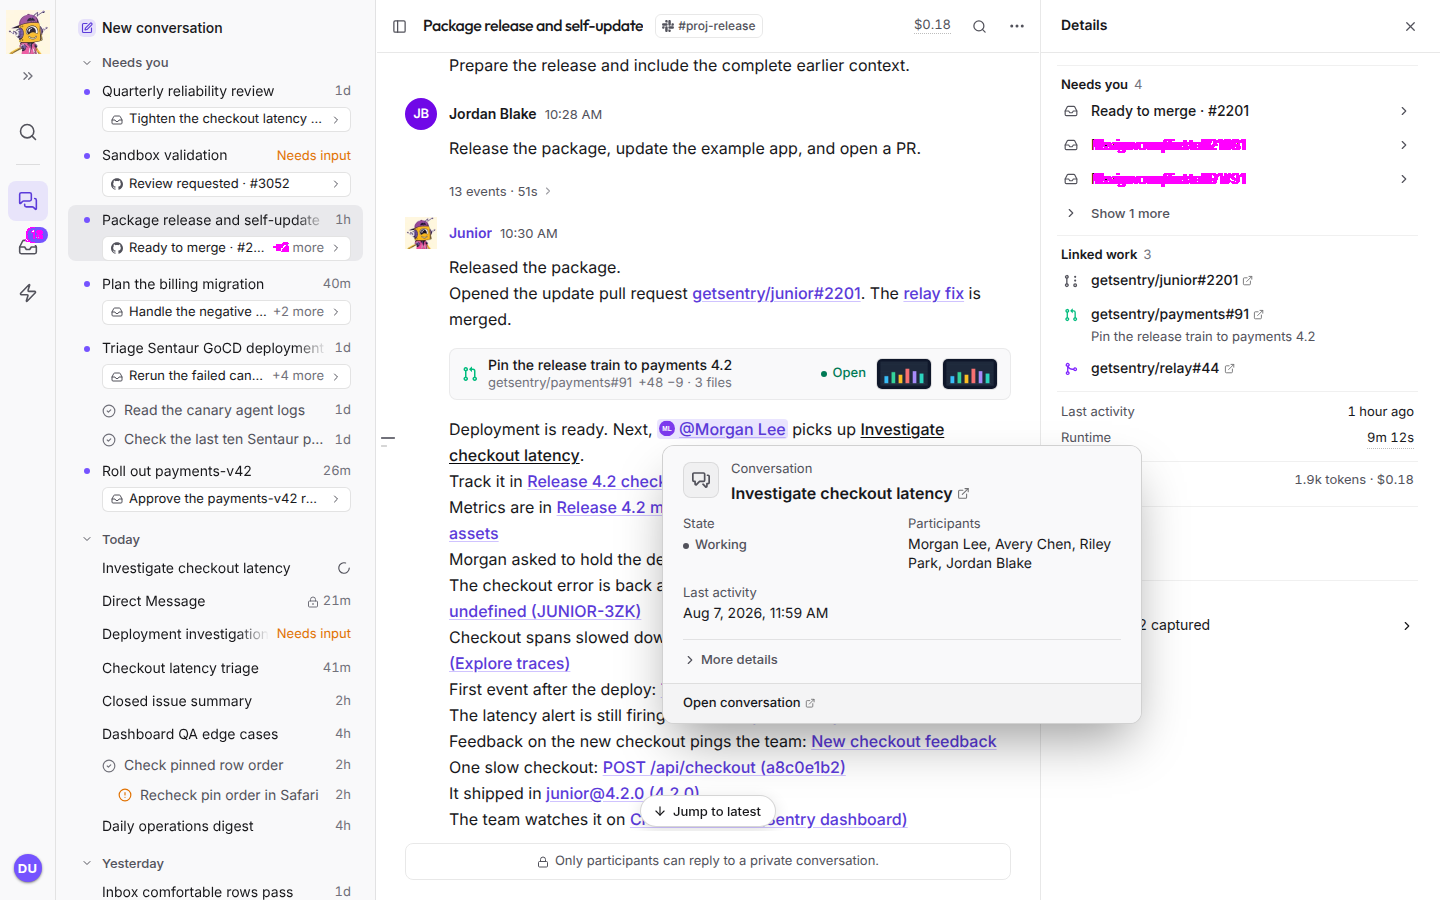 New conversation
Needs you
Quarterly reliability review 1d
Tighten the checkout latency ...
Sandbox validation Needs input
Review requested · #3052
Package release and self-update 1h
Ready to merge · #2... more
Plan the billing migration 40m
Handle the negative ... +2 more
Triage Sentaur GoCD deployment 1d
Rerun the failed can... +4 more
Read the canary agent logs 1d
Check the last ten Sentaur p... 1d
Roll out payments-v42 26m
Approve the payments-v42 r...
Today
Investigate checkout latency
Direct Message 21m
Deployment investigation Needs input
Checkout latency triage 41m
Closed issue summary 2h
Dashboard QA edge cases 4h
Check pinned row order 2h
Recheck pin order in Safari 2h
Daily operations digest 4h
Yesterday
Inbox comfortable rows pass 1d
DU
Package release and self-update #proj-release $0.18
Prepare the release and include the complete earlier context.
JB Jordan Blake 10:28 AM
Release the package, update the example app, and open a PR.
13 events · 51s
Junior 10:30 AM
Released the package.
Opened the update pull request getsentry/junior#2201. The relay fix is
merged.
Pin the release train to payments 4.2
getsentry/payments#91 +48 −9 · 3 files
Open
Deployment is ready. Next, ML @Morgan Lee picks up Investigate
checkout latency.
Track it in Release 4.2 check
Metrics are in Release 4.2 m
assets
Morgan asked to hold the de
The checkout error is back a
undefined (JUNIOR-3ZK)
Checkout spans slowed dow
(Explore traces)
First event after the deploy:
The latency alert is still firing
Feedback on the new checkout pings the team: New checkout feedback
One slow checkout: POST /api/checkout (a8c0e1b2)
It shipped in junior@4.2.0 (4.2.0)
The team watches it on C sentry dashboard)
Jump to latest
Only participants can reply to a private conversation.
Conversation
Investigate checkout latency
State
Working
Participants
Morgan Lee, Avery Chen, Riley
Park, Jordan Blake
Last activity
Aug 7, 2026, 11:59 AM
More details
Open conversation
Details
Needs you 4
Ready to merge · #2201
Show 1 more
Linked work 3
getsentry/junior#2201
getsentry/payments#91
Pin the release train to payments 4.2
getsentry/relay#44
Last activity 1 hour ago
Runtime 9m 12s
1.9k tokens · $0.18
2 captured